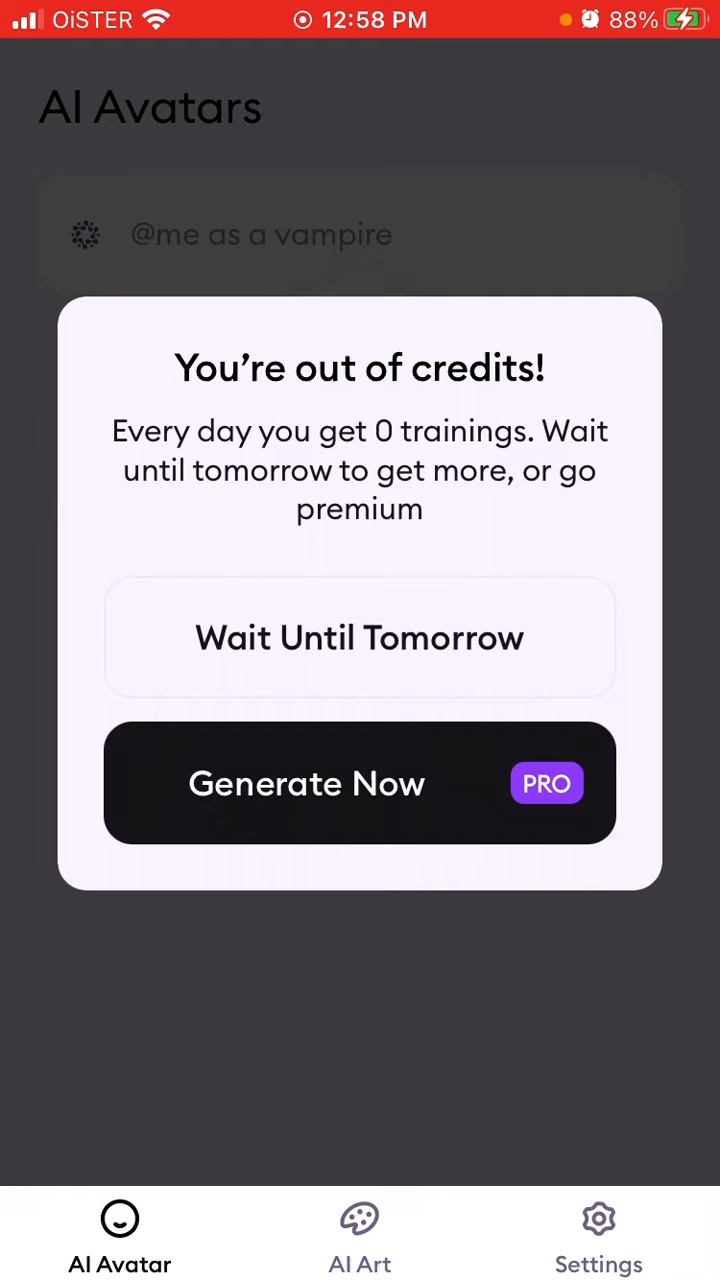 OiSTER 12:58 PM 88%
AI Avatars
@me as a vampire
You're out of credits!
Every day you get 0 trainings. Wait
until tomorrow to get more, or go
premium
Wait Until Tomorrow
Generate Now PRO
AI Avatar AI Art Settings